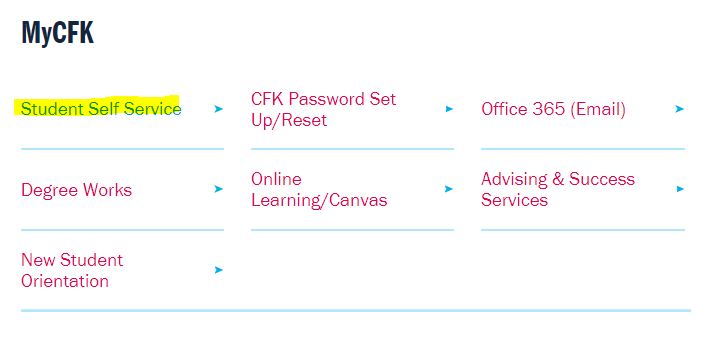 MyCFK
Student Self Service
CFK Password Set
Up/Reset
Office 365 (Email)
Degree Works
Online
Learning/Canvas
Advising & Success
Services
New Student
Orientation